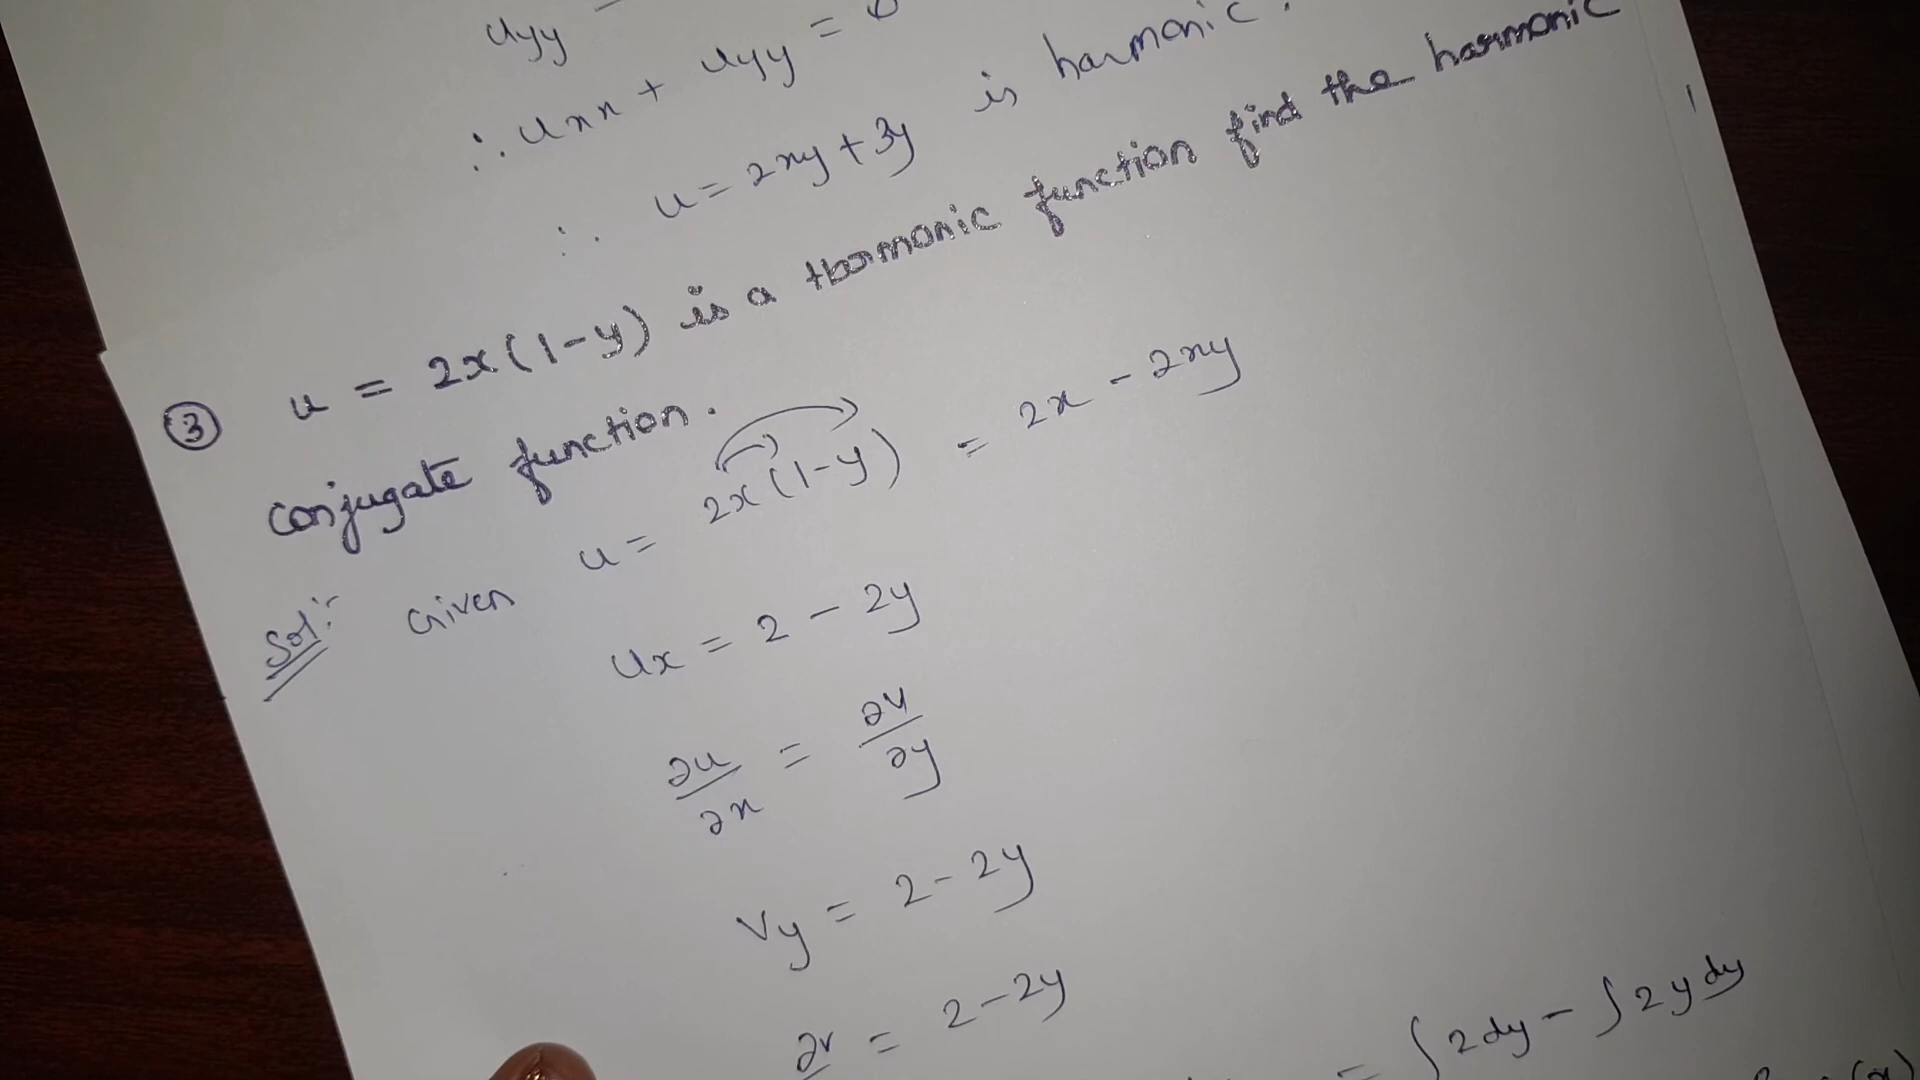 uyy
∴ uxx + uyy = 0
∴ u = 2xy + 3y is harmonic.
③ u = 2x(1-y) is a harmonic function find the harmonic
conjugate function.
Sol:- Given u = 2x(1-y) = 2x - 2xy
ux = 2 - 2y
∂u/∂x = ∂v/∂y
vy = 2 - 2y
∂v = 2 - 2y
= ∫2dy - ∫2y dy
(x)